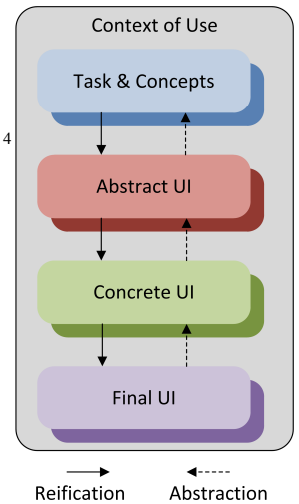 Context of Use
Task & Concepts
4
Abstract UI
Concrete UI
Final UI
Reification Abstraction